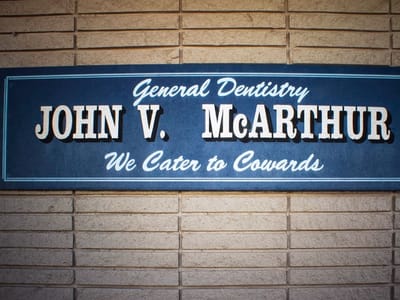 General Dentistry
JOHN V. McARTHUR
We Cater to Cowards